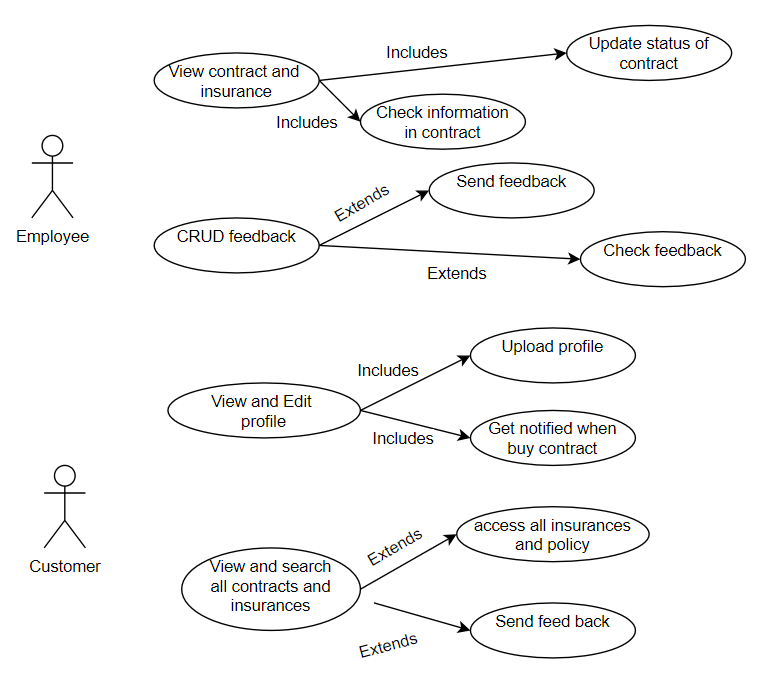 Includes
Update status of
contract
View contract and
insurance
Includes
Check information
in contract
Extends
Send feedback
Employee
CRUD feedback
Extends
Check feedback
Includes
Upload profile
View and Edit
profile
Includes
Get notified when
buy contract
Customer
Extends
access all insurances
and policy
View and search
all contracts and
insurances
Extends
Send feed back